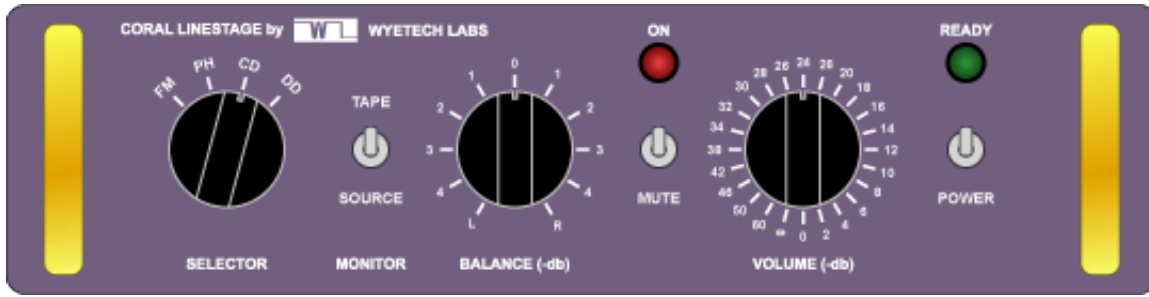 CORAL LINESTAGE by WL WYETECH LABS
ON
READY
FM PH CD DD
TAPE
SOURCE
4 3 2 1 0 1 2 3 4
L R
MUTE
60 50 46 42 38 34 32 30 28 26 24 26 20 18 16 14 12 10 8 6 4 2 0 ∞
POWER
SELECTOR
MONITOR
BALANCE (-db)
VOLUME (-db)